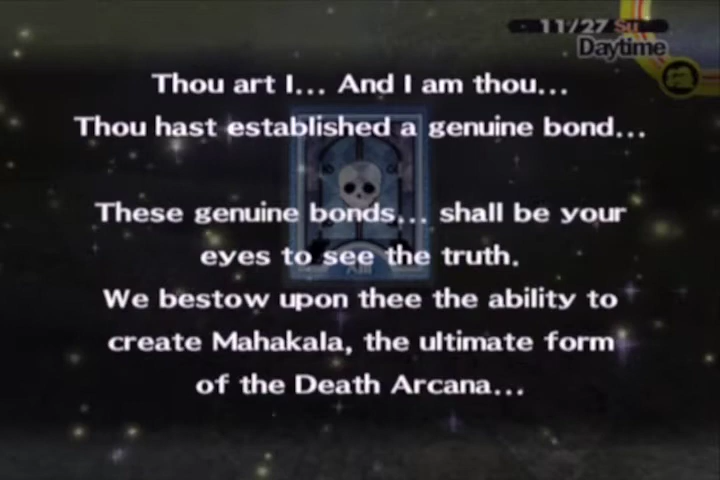 11/27 Su
Daytime
Thou art I... And I am thou...
Thou hast established a genuine bond...
These genuine bonds... shall be your
eyes to see the truth.
We bestow upon thee the ability to
create Mahakala, the ultimate form
of the Death Arcana...
XIII